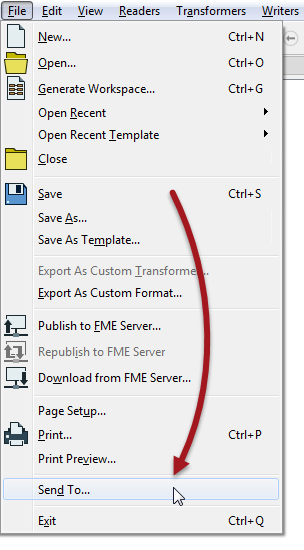 File Edit View Readers Transformers Writers
New... Ctrl+N
Open... Ctrl+O
Generate Workspace... Ctrl+G
Open Recent
Open Recent Template
Close
Save Ctrl+S
Save As...
Save As Template...
Export As Custom Transformer...
Export As Custom Format...
Publish to FME Server...
Republish to FME Server
Download from FME Server...
Page Setup...
Print... Ctrl+P
Print Preview...
Send To...
Exit Ctrl+Q